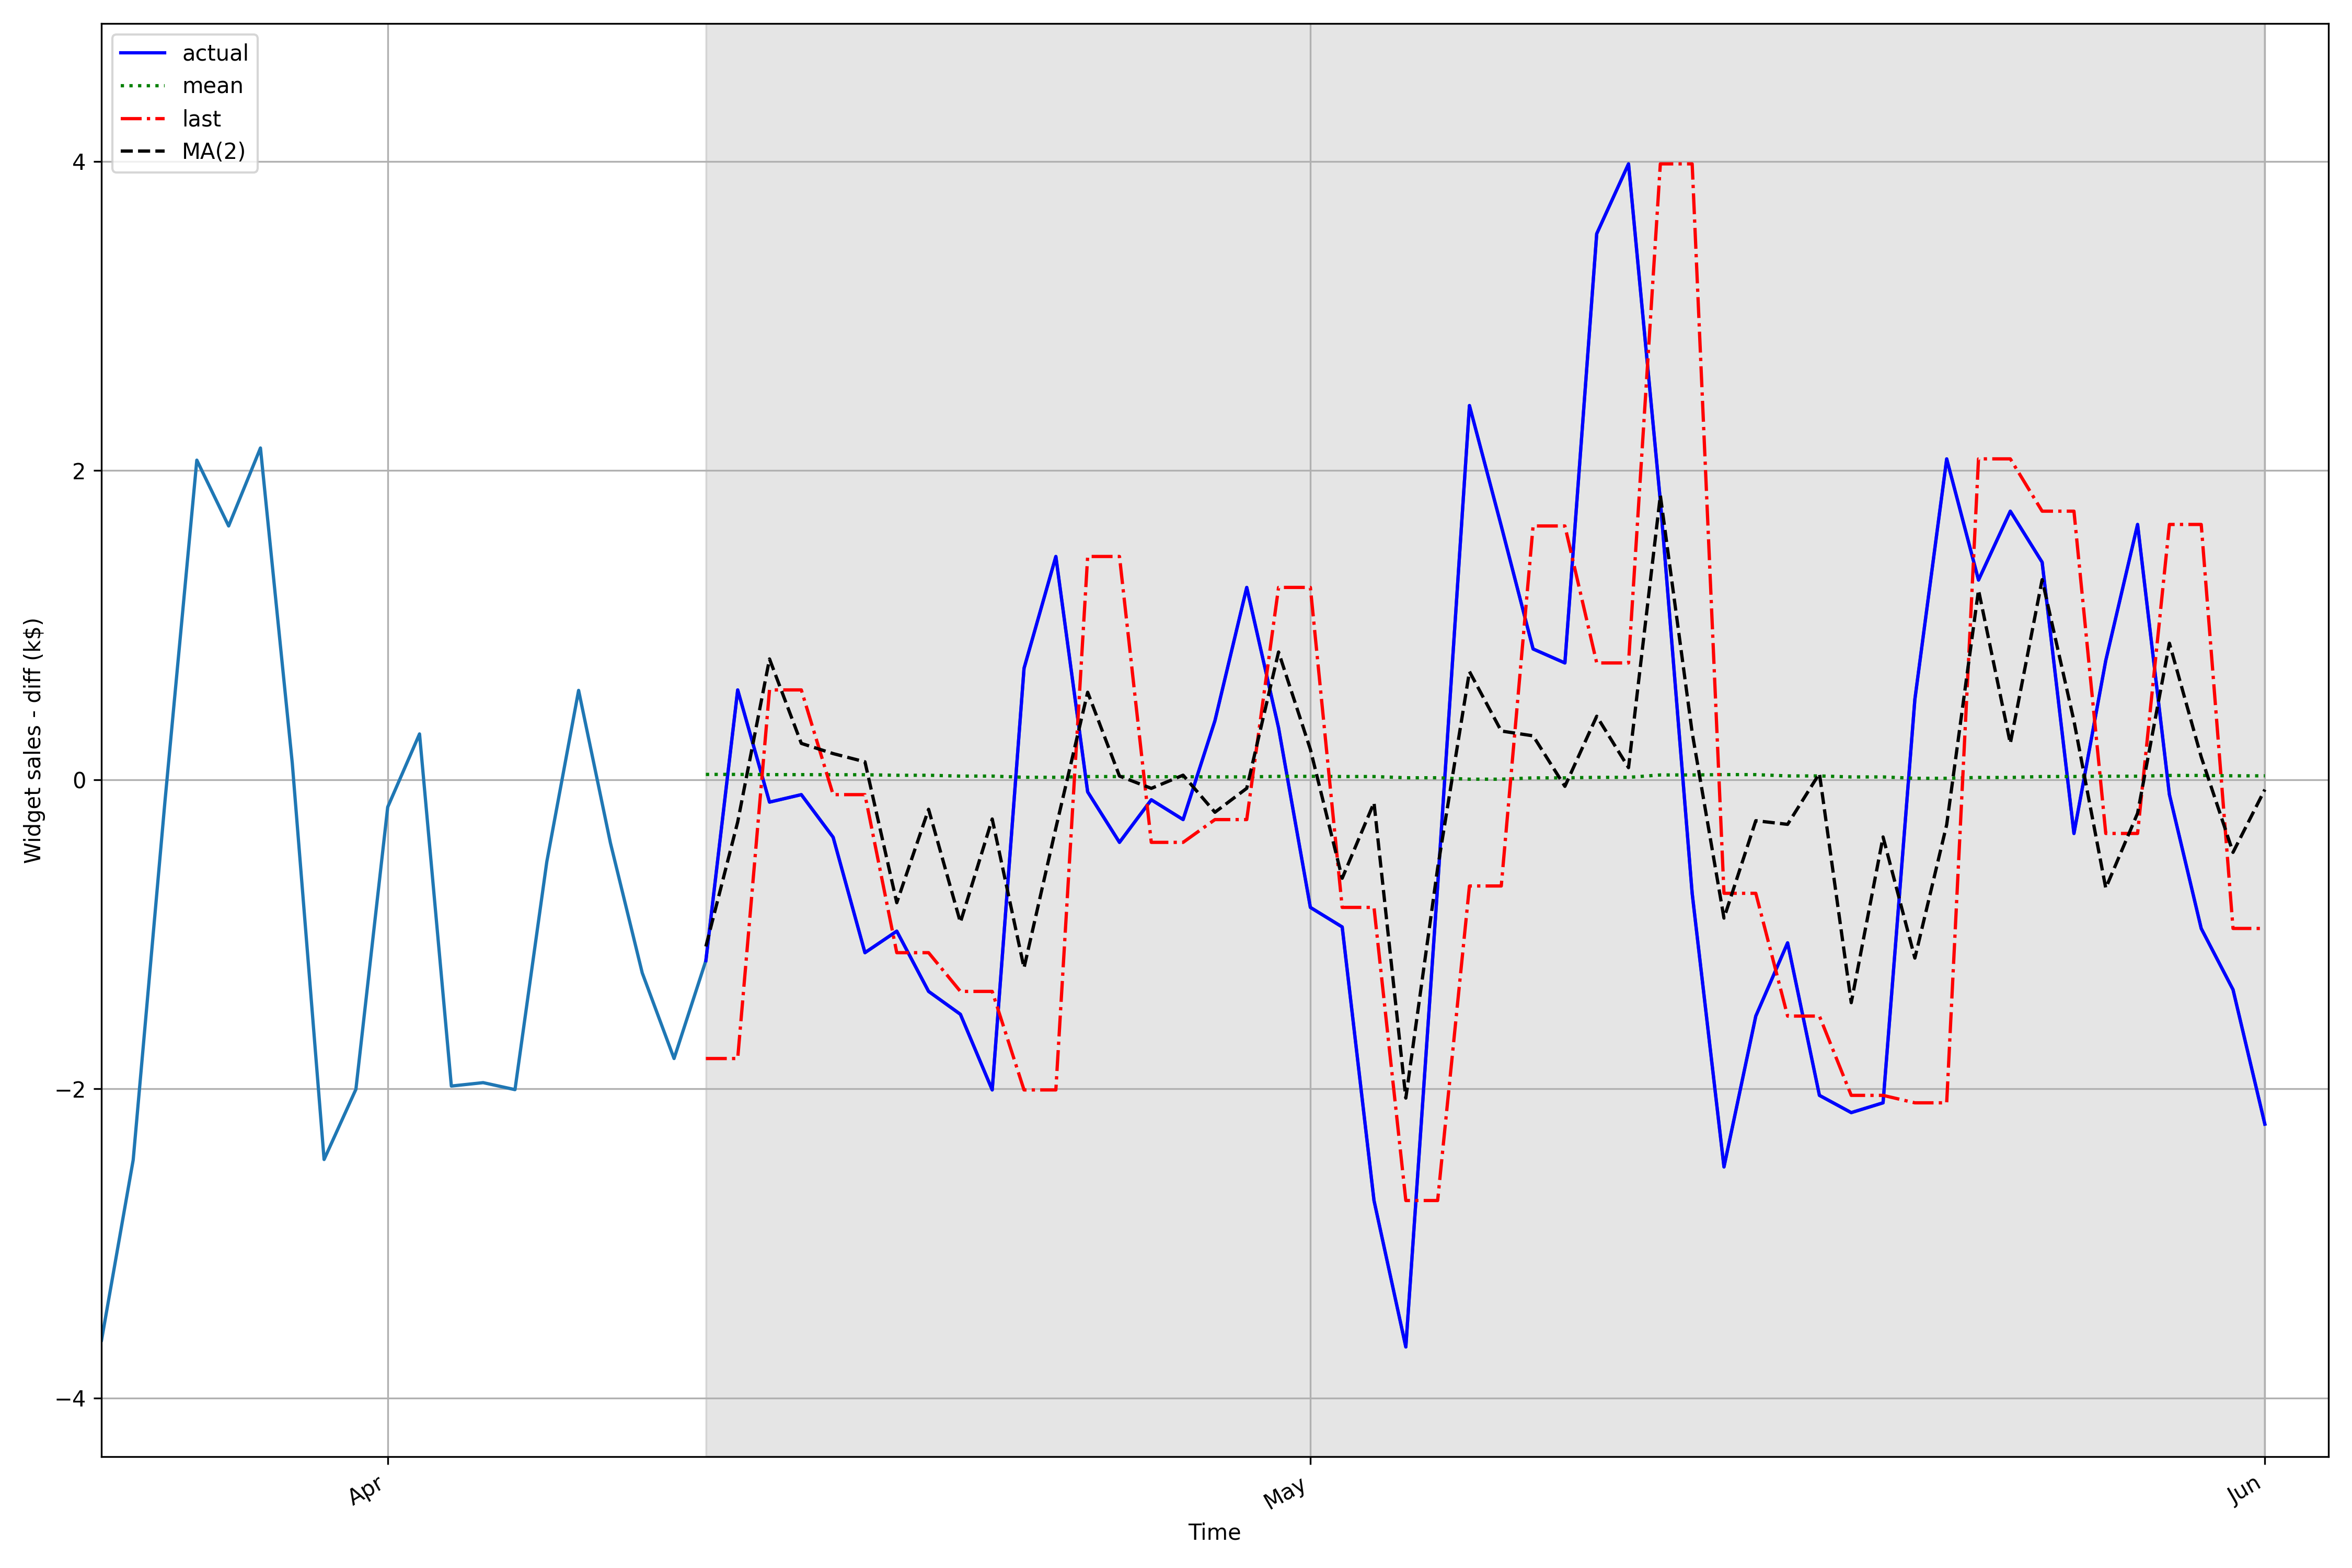 actual
mean
last
MA(2)
4
2
0
−2
−4
Widget sales - diff (k$)
Apr
May
Jun
Time